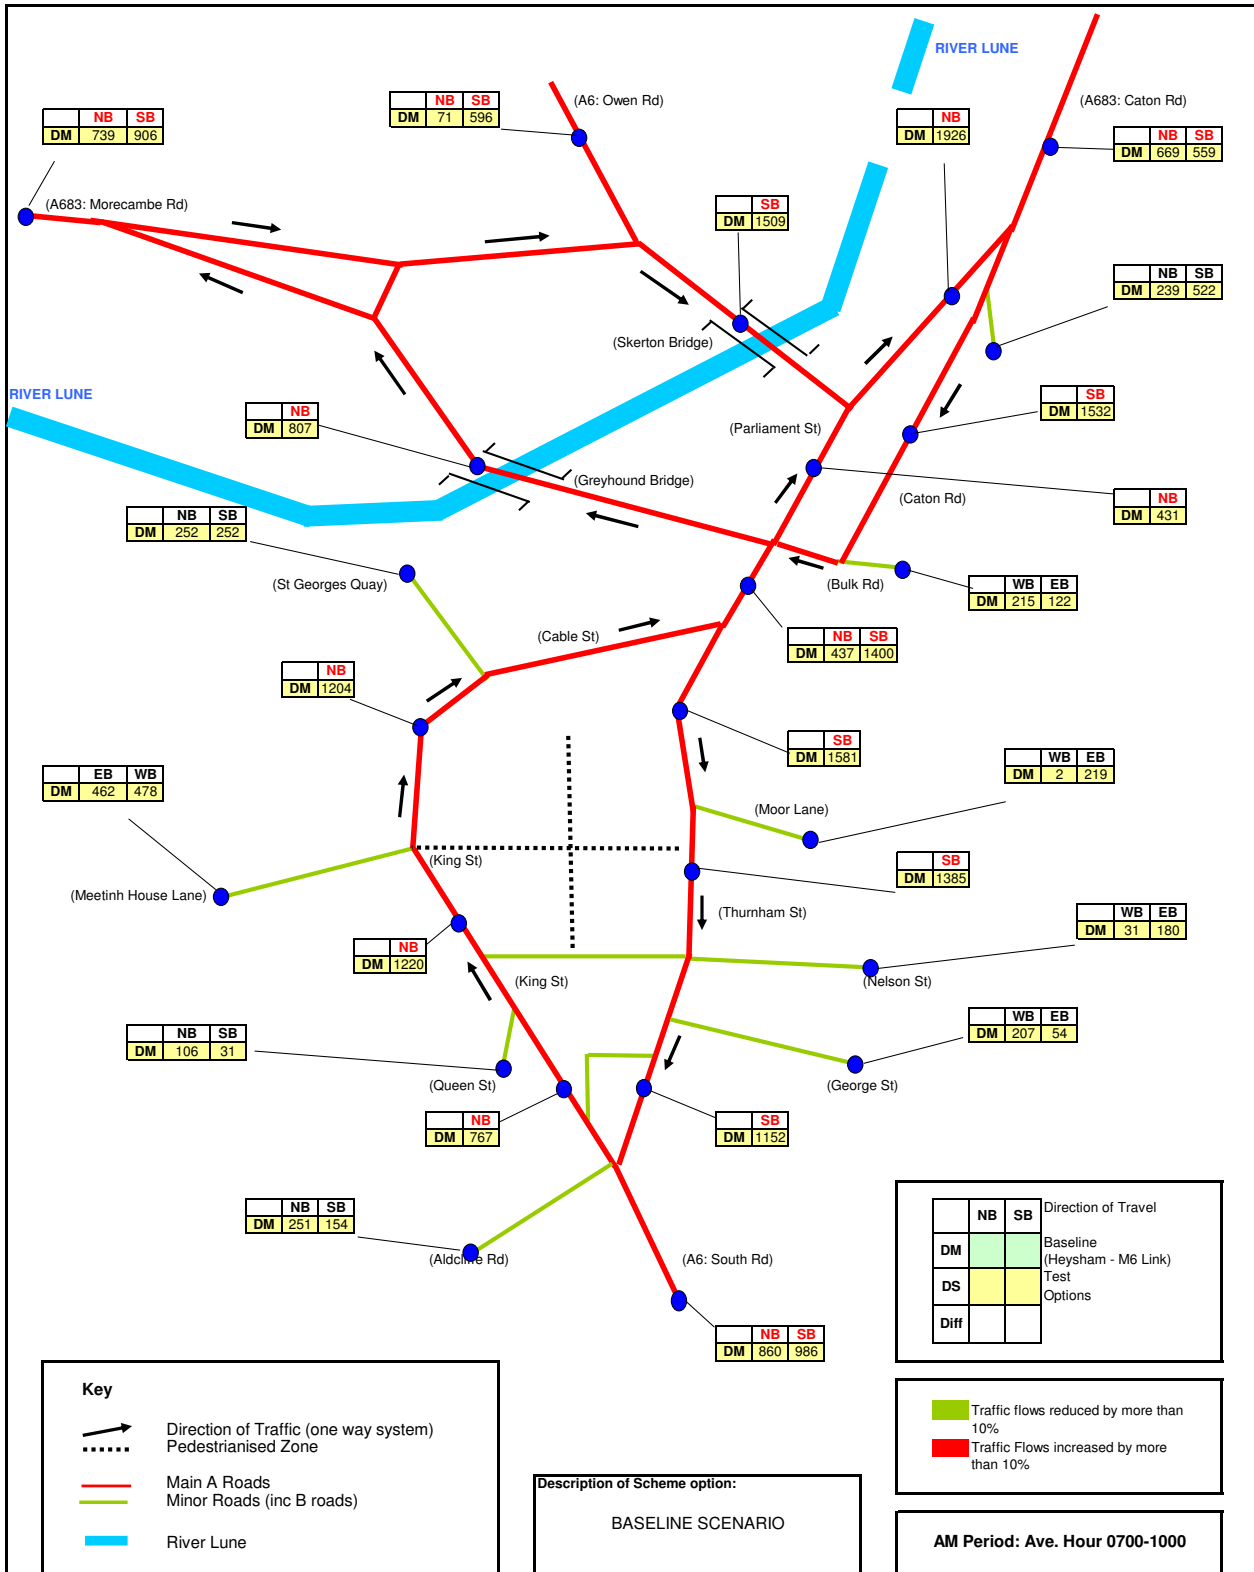 RIVER LUNE
(A6: Owen Rd)
(A683: Caton Rd)
NB SB
DM 739 906
NB SB
DM 71 596
NB
DM 1926
NB SB
DM 669 559
(A683: Morecambe Rd)
SB
DM 1509
NB SB
DM 239 522
(Skerton Bridge)
RIVER LUNE
NB
DM 807
SB
DM 1532
(Parliament St)
(Greyhound Bridge)
(Caton Rd)
NB
DM 431
NB SB
DM 252 252
(St Georges Quay)
(Bulk Rd)
WB EB
DM 215 122
(Cable St)
NB SB
DM 437 1400
NB
DM 1204
SB
DM 1581
WB EB
DM 2 219
EB WB
DM 462 478
(Moor Lane)
(King St)
SB
DM 1385
(Meetinh House Lane)
(Thurnham St)
WB EB
DM 31 180
NB
DM 1220
(King St)
(Nelson St)
NB SB
DM 106 31
WB EB
DM 207 54
(Queen St)
(George St)
NB
DM 767
SB
DM 1152
NB SB
DM 251 154
(Aldcliffe Rd)
(A6: South Rd)
NB SB
DM 860 986
NB SB Direction of Travel
DM Baseline
(Heysham - M6 Link)
DS Test
Options
Diff
Key
Direction of Traffic (one way system)
Pedestrianised Zone
Main A Roads
Minor Roads (inc B roads)
River Lune
Description of Scheme option:
BASELINE SCENARIO
Traffic flows reduced by more than
10%
Traffic Flows increased by more
than 10%
AM Period: Ave. Hour 0700-1000